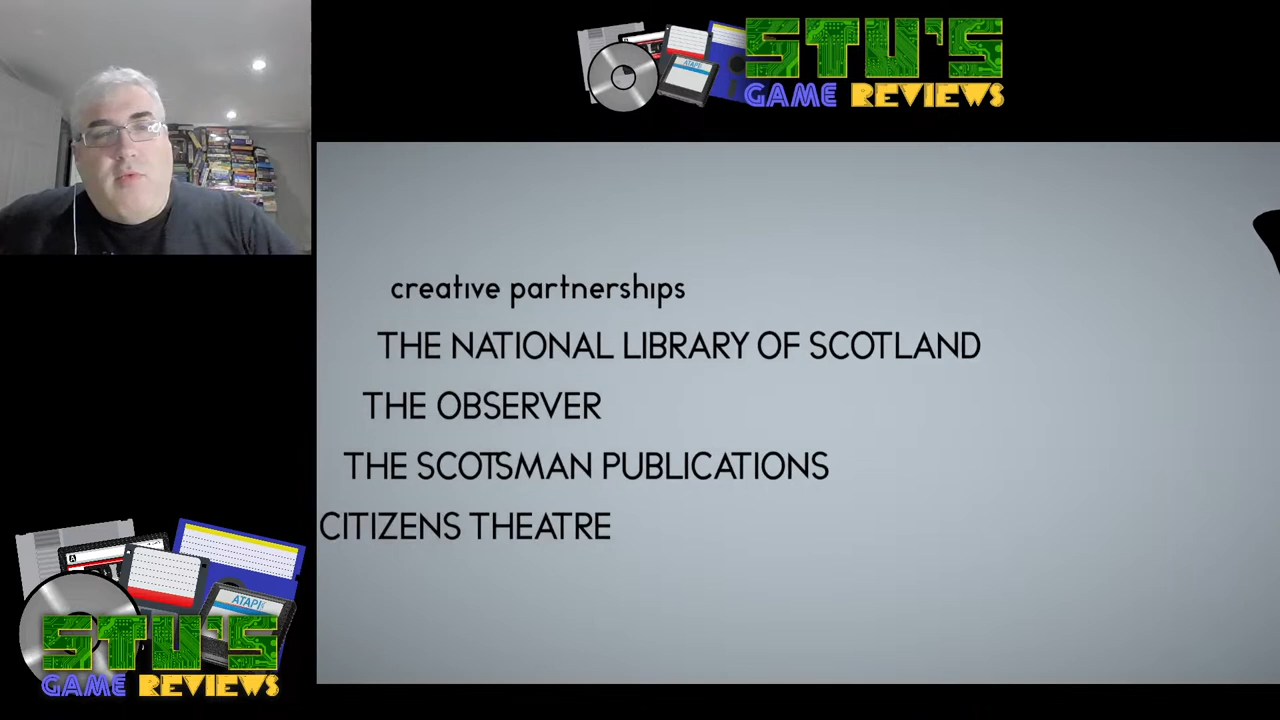 STU'S
GAME REVIEWS
creative partnerships
THE NATIONAL LIBRARY OF SCOTLAND
THE OBSERVER
THE SCOTSMAN PUBLICATIONS
CITIZENS THEATRE
STU'S
GAME REVIEWS